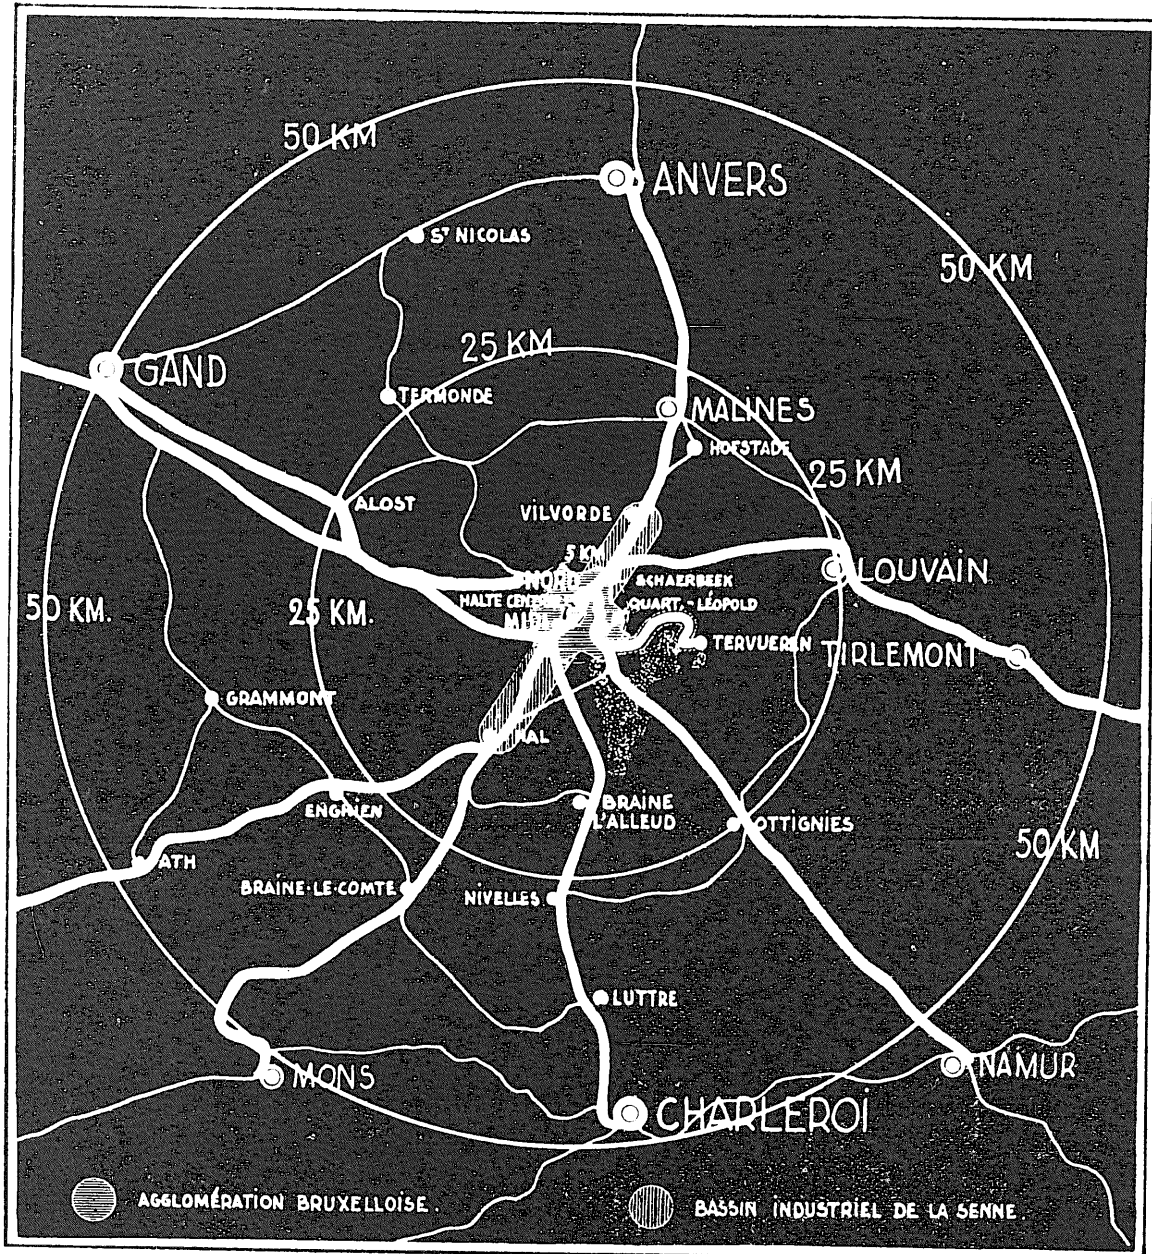 50 KM
ANVERS
ST NICOLAS
50 KM
25 KM
GAND
TERMONDE
MALINES
HOFSTADE
25 KM
ALOST
VILVORDE
5 KM
NORD
SCHAERBEEK
LOUVAIN
HALTE
QUART. - LÉOPOLD
50 KM.
25 KM.
MIDI
TERVUEREN
TIRLEMONT
GRAMMONT
HAL
ENGHIEN
BRAINE
L'ALLEUD
OTTIGNIES
50 KM
ATH
BRAINE-LE-COMTE
NIVELLES
LUTTRE
MONS
NAMUR
CHARLEROI
AGGLOMÉRATION BRUXELLOISE.
BASSIN INDUSTRIEL DE LA SENNE.